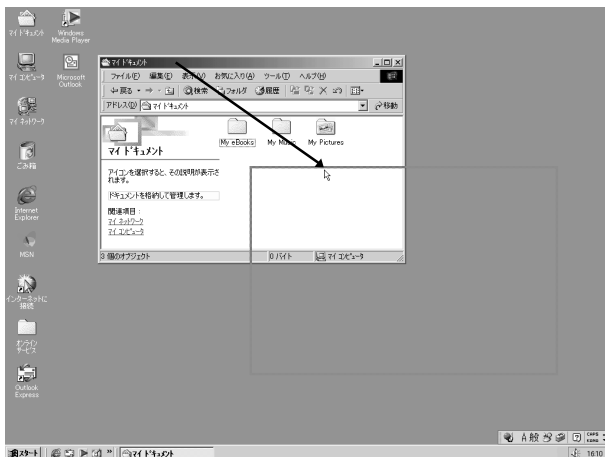 マイ ドキュメント
Windows
Media Player
マイ コンピュータ
Microsoft
Outlook
マイ ネットワーク
ごみ箱
Internet
Explorer
MSN
インターネットに
接続
オンライン
サービス
Outlook
Express
マイ ドキュメント
ファイル(F) 編集(E) 表示(V) お気に入り(A) ツール(T) ヘルプ(H)
戻る 検索 フォルダ 履歴
アドレス(D) マイ ドキュメント 移動
マイ ドキュメント
アイコンを選択すると、その説明が表示さ
れます。
ドキュメントを格納して管理します。
関連項目:
マイ ネットワーク
マイ コンピュータ
My eBooks My Music My Pictures
3 個のオブジェクト 0 バイト マイ コンピュータ
A 般 CAPS
KANA
スタート マイ ドキュメント 16:10